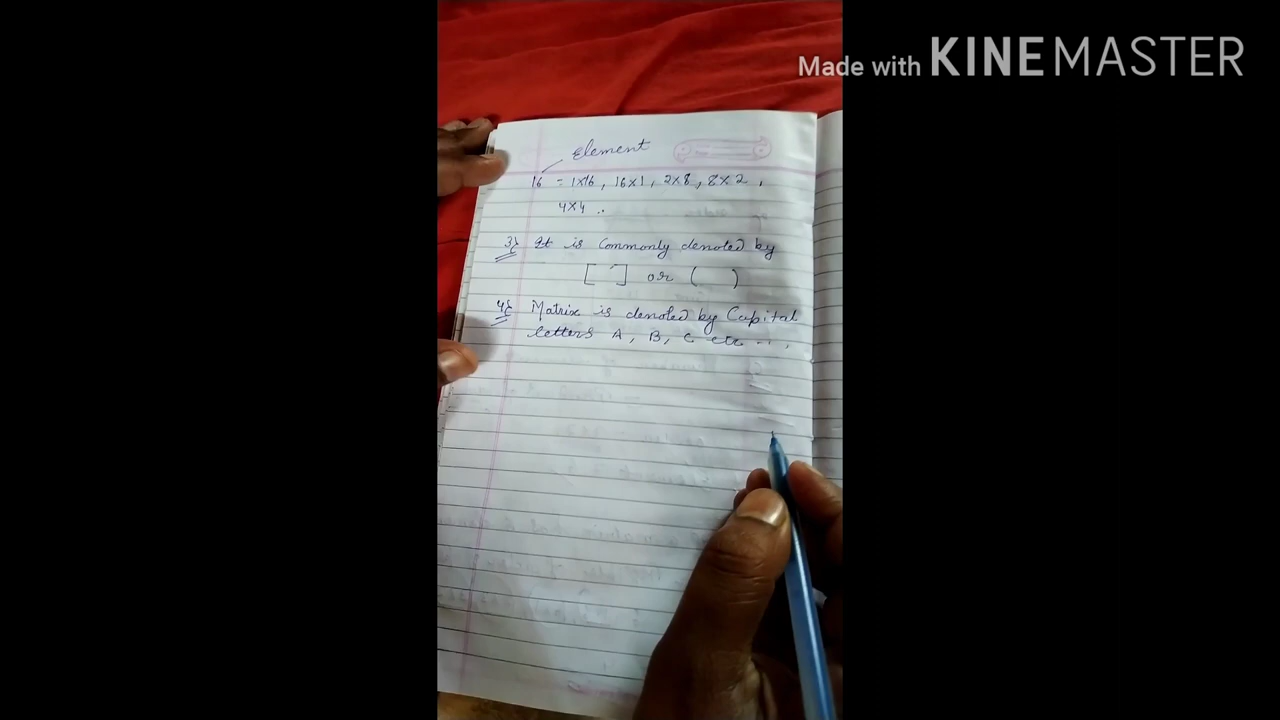 Made with KINEMASTER
Element
16 = 1×16, 16×1, 2×8, 8×2,
4×4 ..
3} It is Commonly denoted by
[ ] or ( )
4} Matrix is denoted by Capital
letters A, B, C etc ...,